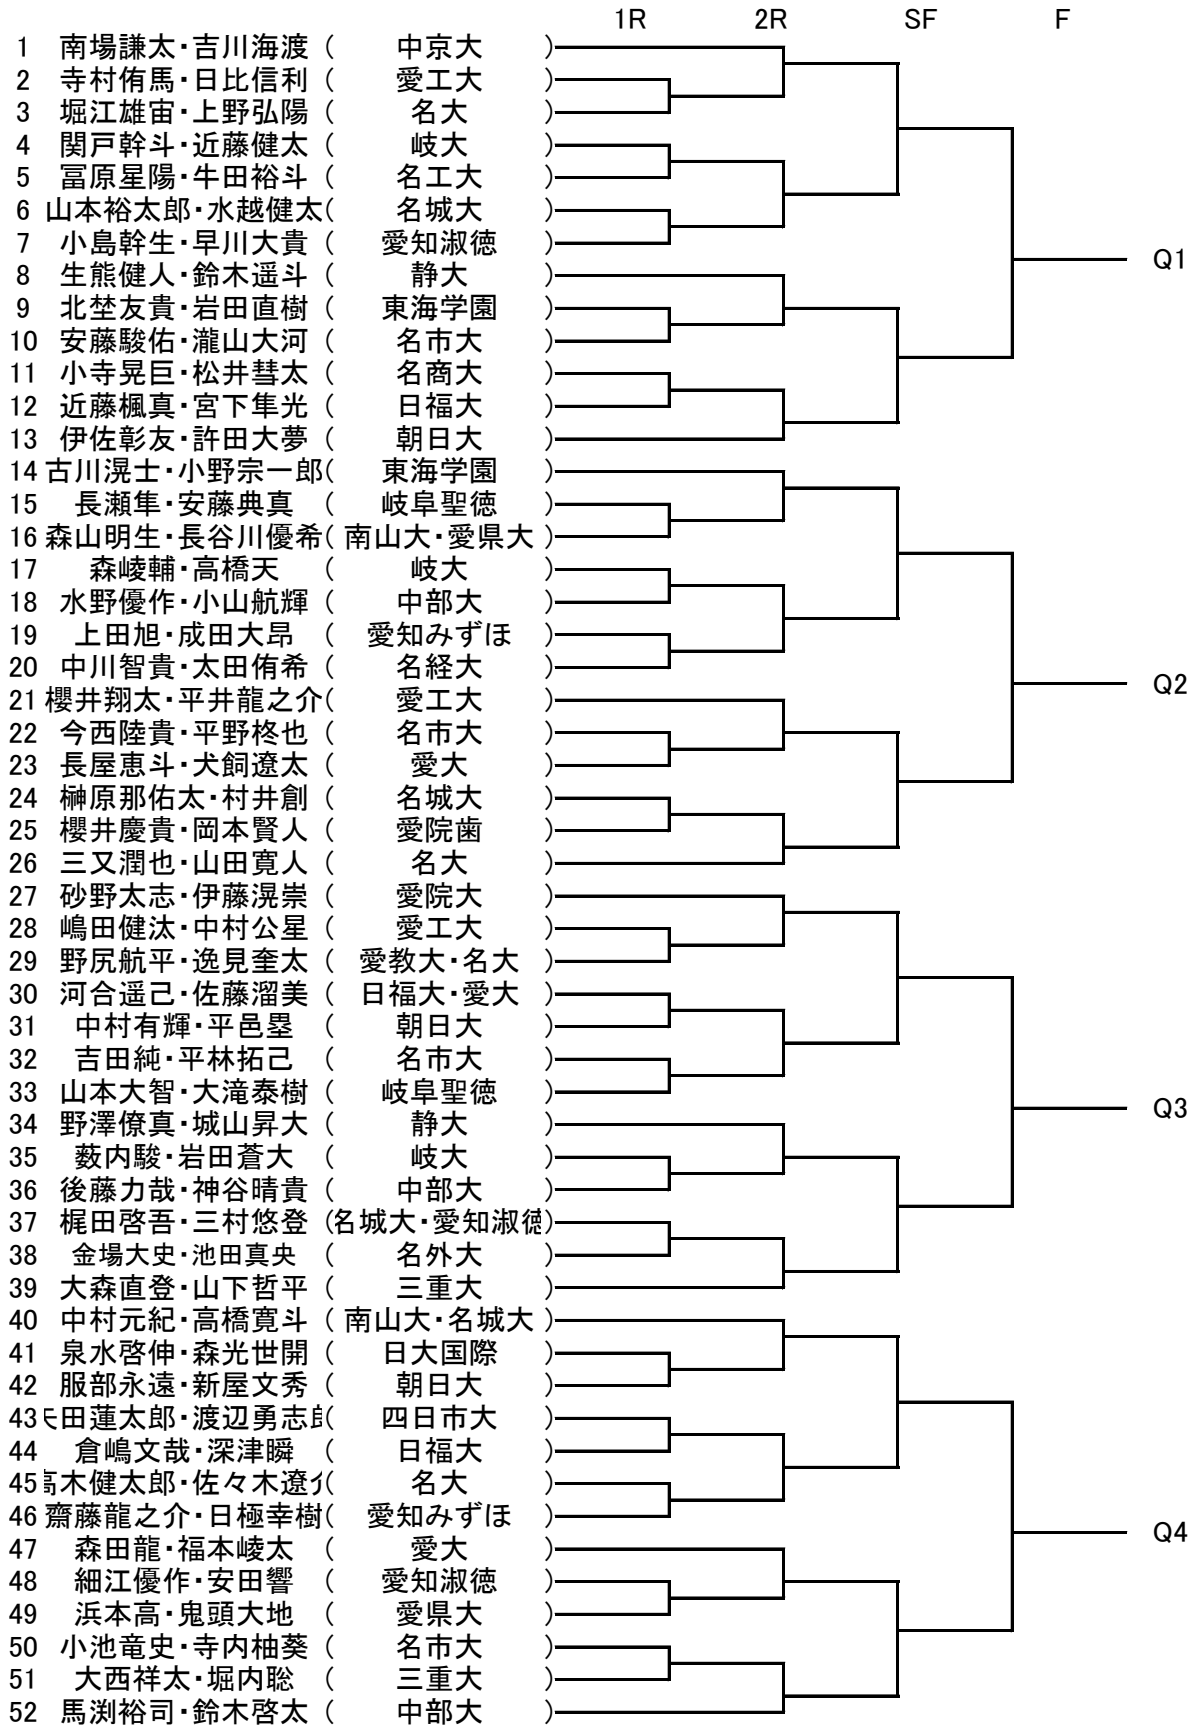 1R 2R SF F
1 南場謙太・吉川海渡 ( 中京大 )
2 寺村侑馬・日比信利 ( 愛工大 )
3 堀江雄宙・上野弘陽 ( 名大 )
4 関戸幹斗・近藤健太 ( 岐大 )
5 冨原星陽・牛田裕斗 ( 名工大 )
6 山本裕太郎・水越健太 ( 名城大 )
7 小島幹生・早川大貴 ( 愛知淑徳 )
Q1
8 生熊健人・鈴木遥斗 ( 静大 )
9 北埜友貴・岩田直樹 ( 東海学園 )
10 安藤駿佑・瀧山大河 ( 名市大 )
11 小寺晃巨・松井彗太 ( 名商大 )
12 近藤楓真・宮下隼光 ( 日福大 )
13 伊佐彰友・許田大夢 ( 朝日大 )
14 古川滉士・小野宗一郎 ( 東海学園 )
15 長瀬隼・安藤典真 ( 岐阜聖徳 )
16 森山明生・長谷川優希 ( 南山大・愛県大 )
17 森崚輔・高橋天 ( 岐大 )
18 水野優作・小山航輝 ( 中部大 )
19 上田旭・成田大昂 ( 愛知みずほ )
20 中川智貴・太田侑希 ( 名経大 )
Q2
21 櫻井翔太・平井龍之介 ( 愛工大 )
22 今西陸貴・平野柊也 ( 名市大 )
23 長屋恵斗・犬飼遼太 ( 愛大 )
24 榊原那佑太・村井創 ( 名城大 )
25 櫻井慶貴・岡本賢人 ( 愛院歯 )
26 三又潤也・山田寛人 ( 名大 )
27 砂野太志・伊藤滉崇 ( 愛院大 )
28 嶋田健汰・中村公星 ( 愛工大 )
29 野尻航平・逸見奎太 ( 愛教大・名大 )
30 河合遥己・佐藤溜美 ( 日福大・愛大 )
31 中村有輝・平邑塁 ( 朝日大 )
32 吉田純・平林拓己 ( 名市大 )
33 山本大智・大滝泰樹 ( 岐阜聖徳 )
Q3
34 野澤僚真・城山昇大 ( 静大 )
35 薮内駿・岩田蒼大 ( 岐大 )
36 後藤力哉・神谷晴貴 ( 中部大 )
37 梶田啓吾・三村悠登 ( 名城大・愛知淑徳 )
38 金場大史・池田真央 ( 名外大 )
39 大森直登・山下哲平 ( 三重大 )
40 中村元紀・高橋寛斗 ( 南山大・名城大 )
41 泉水啓伸・森光世開 ( 日大国際 )
42 服部永遠・新屋文秀 ( 朝日大 )
43 田蓮太郎・渡辺勇志郎 ( 四日市大 )
44 倉嶋文哉・深津瞬 ( 日福大 )
45 高木健太郎・佐々木遼介 ( 名大 )
46 齋藤龍之介・日極幸樹 ( 愛知みずほ )
Q4
47 森田龍・福本崚太 ( 愛大 )
48 細江優作・安田響 ( 愛知淑徳 )
49 浜本高・鬼頭大地 ( 愛県大 )
50 小池竜史・寺内柚葵 ( 名市大 )
51 大西祥太・堀内聡 ( 三重大 )
52 馬渕裕司・鈴木啓太 ( 中部大 )